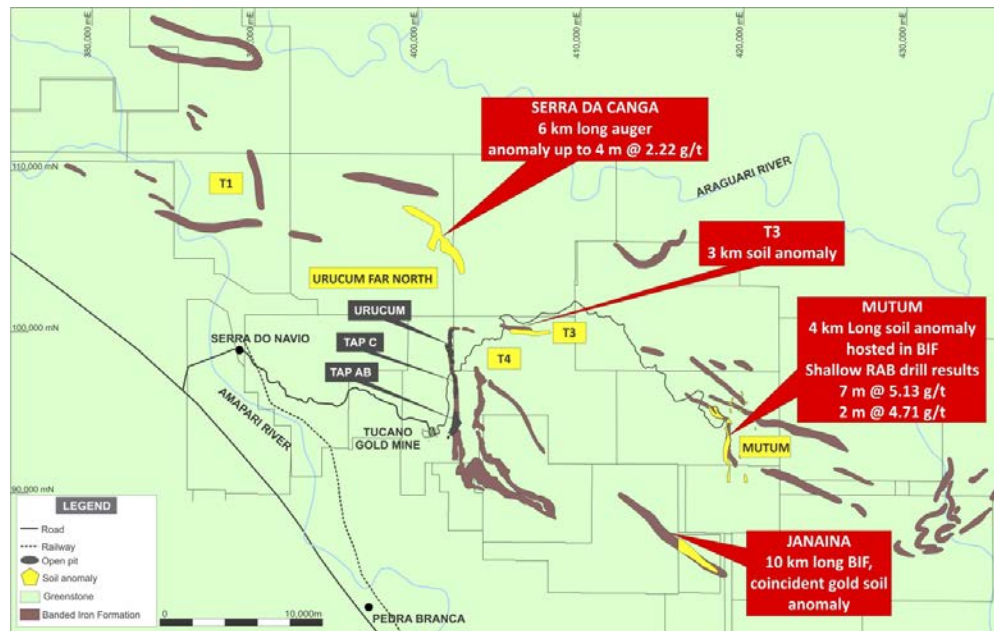 380,000 mE
390,000 mE
400,000 mE
410,000 mE
420,000 mE
430,000 mE
SERRA DA CANGA
6 km long auger
anomaly up to 4 m @ 2.22 g/t
110,000 mN
T1
ARAGUARI RIVER
T3
3 km soil anomaly
URUCUM FAR NORTH
URUCUM
100,000 mN
SERRA DO NAVIO
TAP C
T3
T4
MUTUM
4 km Long soil anomaly
hosted in BIF
Shallow RAB drill results
7 m @ 5.13 g/t
2 m @ 4.71 g/t
TAP AB
AMAPARI RIVER
TUCANO
GOLD MINE
MUTUM
90,000 mN
LEGEND
Road
Railway
Open pit
Soil anomaly
Greenstone
Banded Iron Formation
0
10,000m
PEDRA BRANCA
JANAINA
10 km long BIF,
coincident gold soil
anomaly